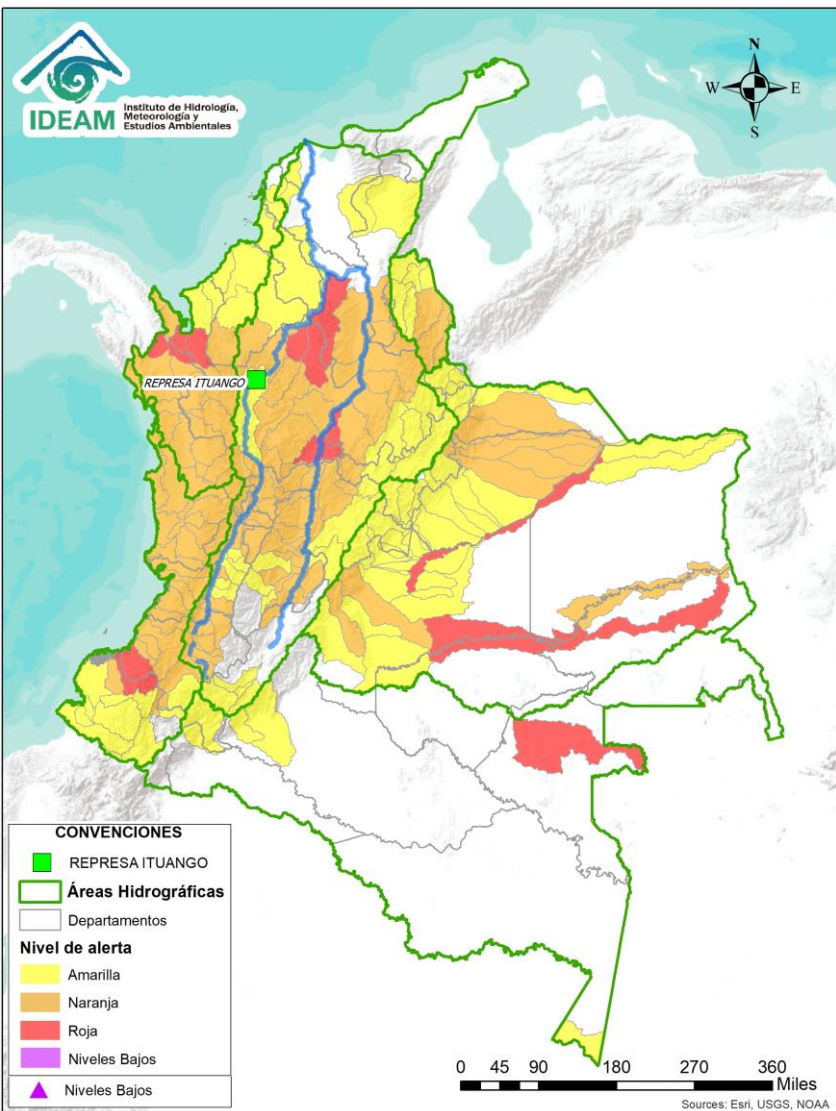 IDEAM
Instituto de Hidrología,
Meteorología y
Estudios Ambientales
N
W
E
S
REPRESA ITUANGO
CONVENCIONES
REPRESA ITUANGO
Áreas Hidrográficas
Departamentos
Nivel de alerta
Amarilla
Naranja
Roja
Niveles Bajos
Niveles Bajos
0 45 90 180 270 360
Miles
Sources: Esri, USGS, NOAA